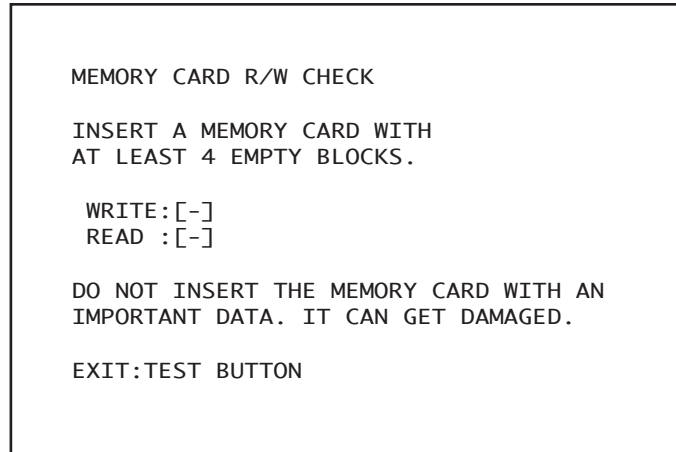 MEMORY CARD R/W CHECK
INSERT A MEMORY CARD WITH
AT LEAST 4 EMPTY BLOCKS.
WRITE:[-]
READ :[-]
DO NOT INSERT THE MEMORY CARD WITH AN
IMPORTANT DATA. IT CAN GET DAMAGED.
EXIT:TEST BUTTON